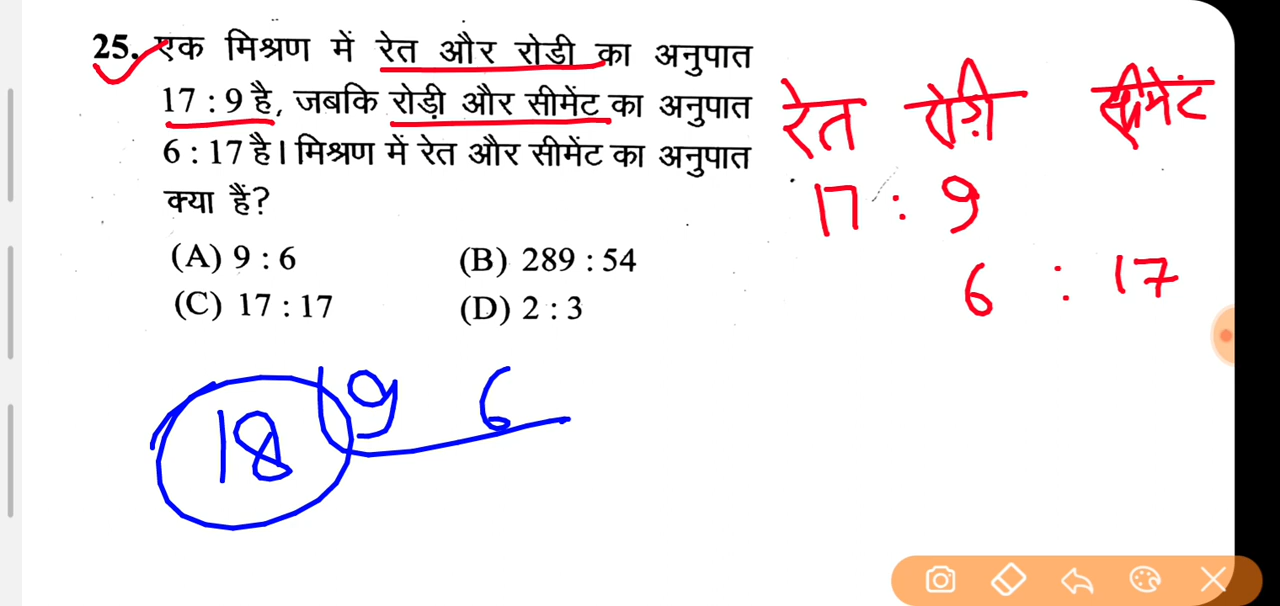 25. एक मिश्रण में रेत और रोडी का अनुपात
17 : 9 है, जबकि रोड़ी और सीमेंट का अनुपात
6 : 17 है। मिश्रण में रेत और सीमेंट का अनुपात
क्या हैं?
(A) 9 : 6 (B) 289 : 54
(C) 17 : 17 (D) 2 : 3
रेत रोड़ी सीमेंट
17 : 9
6 : 17
9 6
18